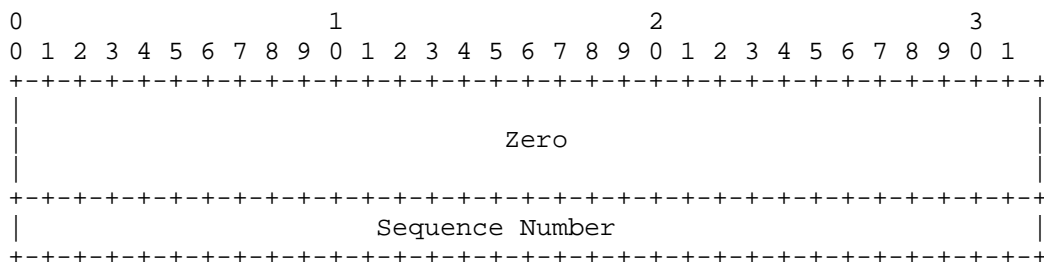 0                   1                   2                   3
0 1 2 3 4 5 6 7 8 9 0 1 2 3 4 5 6 7 8 9 0 1 2 3 4 5 6 7 8 9 0 1
+-+-+-+-+-+-+-+-+-+-+-+-+-+-+-+-+-+-+-+-+-+-+-+-+-+-+-+-+-+-+-+-+
|                                                               |
|                              Zero                             |
|                                                               |
+-+-+-+-+-+-+-+-+-+-+-+-+-+-+-+-+-+-+-+-+-+-+-+-+-+-+-+-+-+-+-+-+
|                      Sequence Number                          |
+-+-+-+-+-+-+-+-+-+-+-+-+-+-+-+-+-+-+-+-+-+-+-+-+-+-+-+-+-+-+-+-+